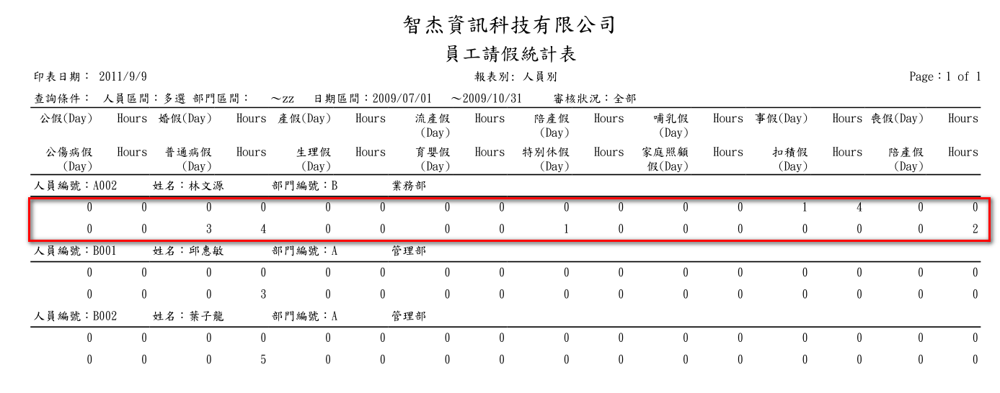 智杰資訊科技有限公司
員工請假統計表
印表日期： 2011/9/9 報表別: 人員別 Page：1 of 1
查詢條件： 人員區間：多選 部門區間： ～zz 日期區間：2009/07/01 ～2009/10/31 審核狀況：全部
公假(Day) Hours 婚假(Day) Hours 產假(Day) Hours 流產假 Hours 陪產假 Hours 哺乳假 Hours 事假(Day) Hours 喪假(Day) Hours
(Day) (Day) (Day)
公傷病假 Hours 普通病假 Hours 生理假 Hours 育嬰假 Hours 特別休假 Hours 家庭照顧 Hours 扣積假 Hours 陪產假 Hours
(Day) (Day) (Day) (Day) (Day) 假(Day) (Day) (Day)
人員編號：A002 姓名：林文源 部門編號：B 業務部
0 0 0 0 0 0 0 0 0 0 0 0 1 4 0 0
0 0 3 4 0 0 0 0 1 0 0 0 0 0 0 2
人員編號：B001 姓名：邱惠敏 部門編號：A 管理部
0 0 0 0 0 0 0 0 0 0 0 0 0 0 0 0
0 0 0 3 0 0 0 0 0 0 0 0 0 0 0 0
人員編號：B002 姓名：葉子龍 部門編號：A 管理部
0 0 0 0 0 0 0 0 0 0 0 0 0 0 0 0
0 0 0 5 0 0 0 0 0 0 0 0 0 0 0 0